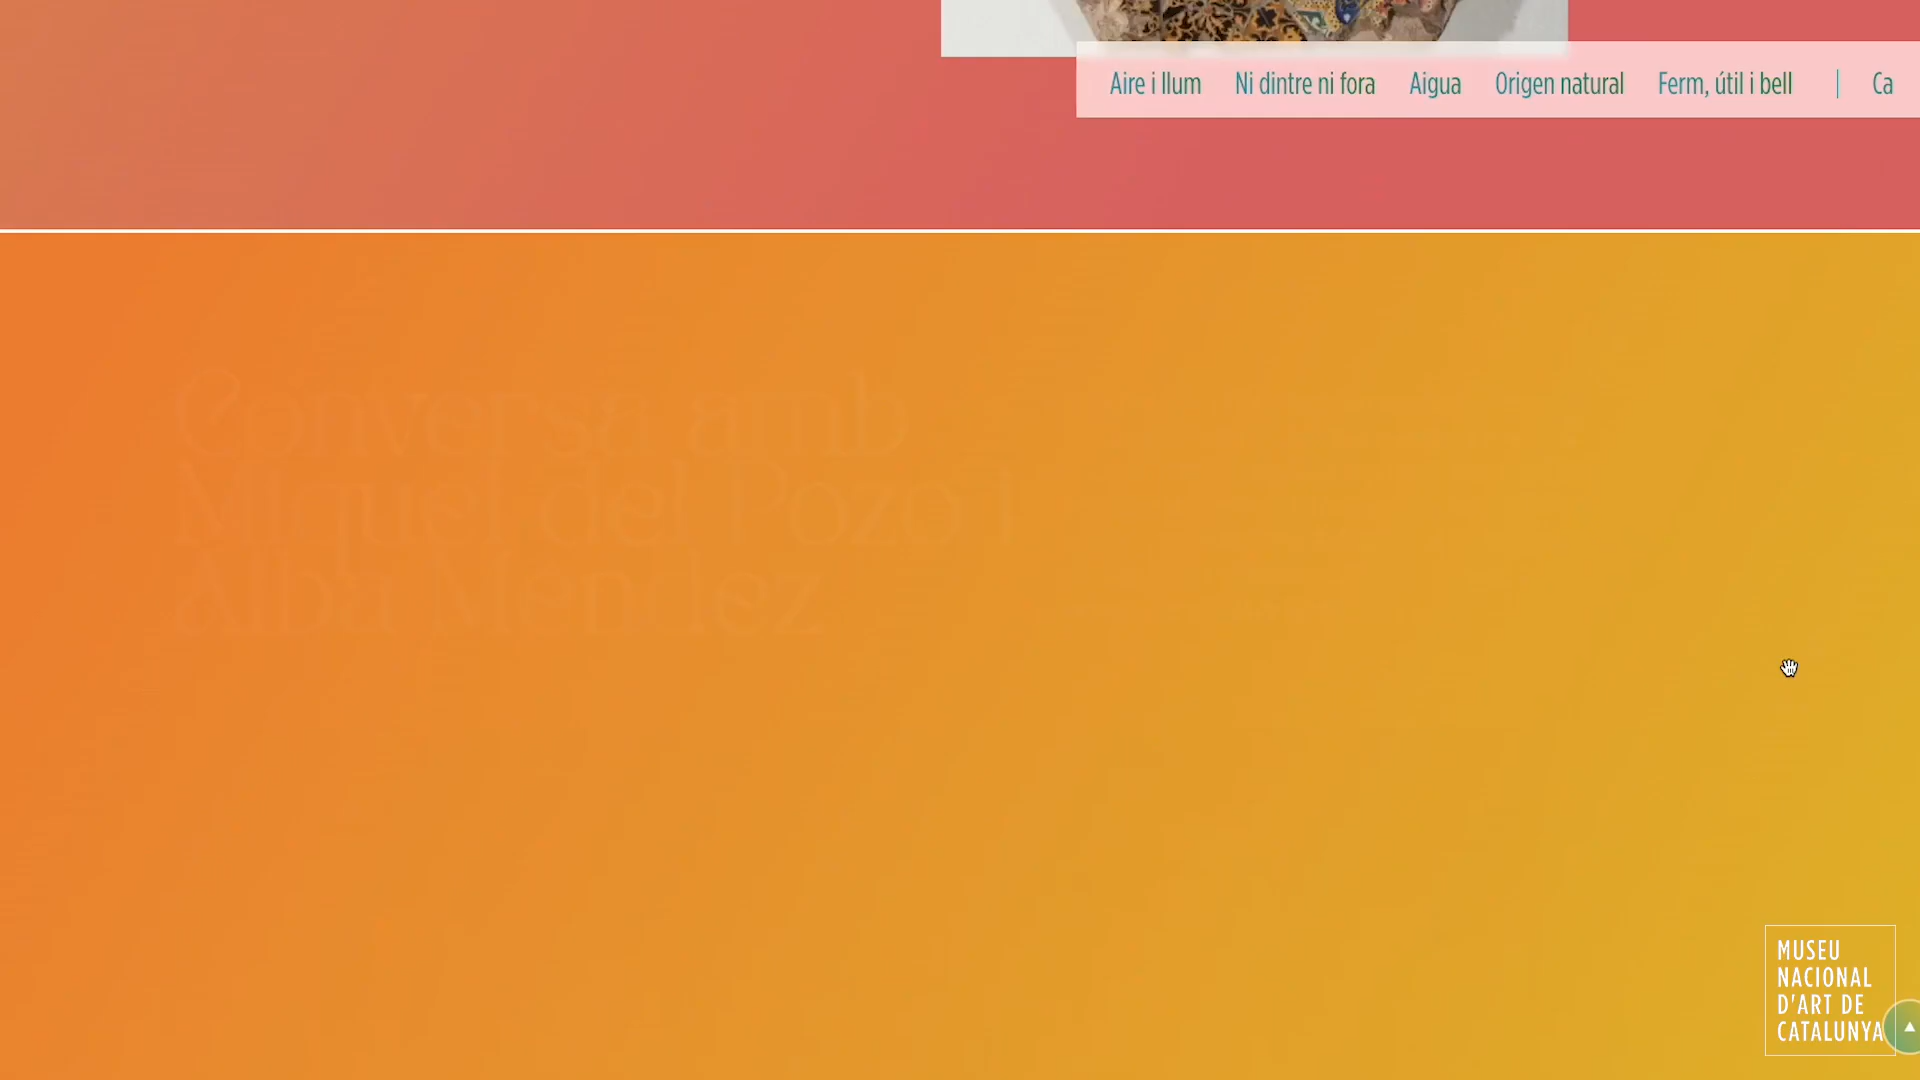 Aire i llum Ni dintre ni fora Aigua Origen natural Ferm, útil i bell | Ca
Conversa amb
Miquel del Pozo i
Alba Méndez
MUSEU
NACIONAL
D'ART DE
CATALUNYA